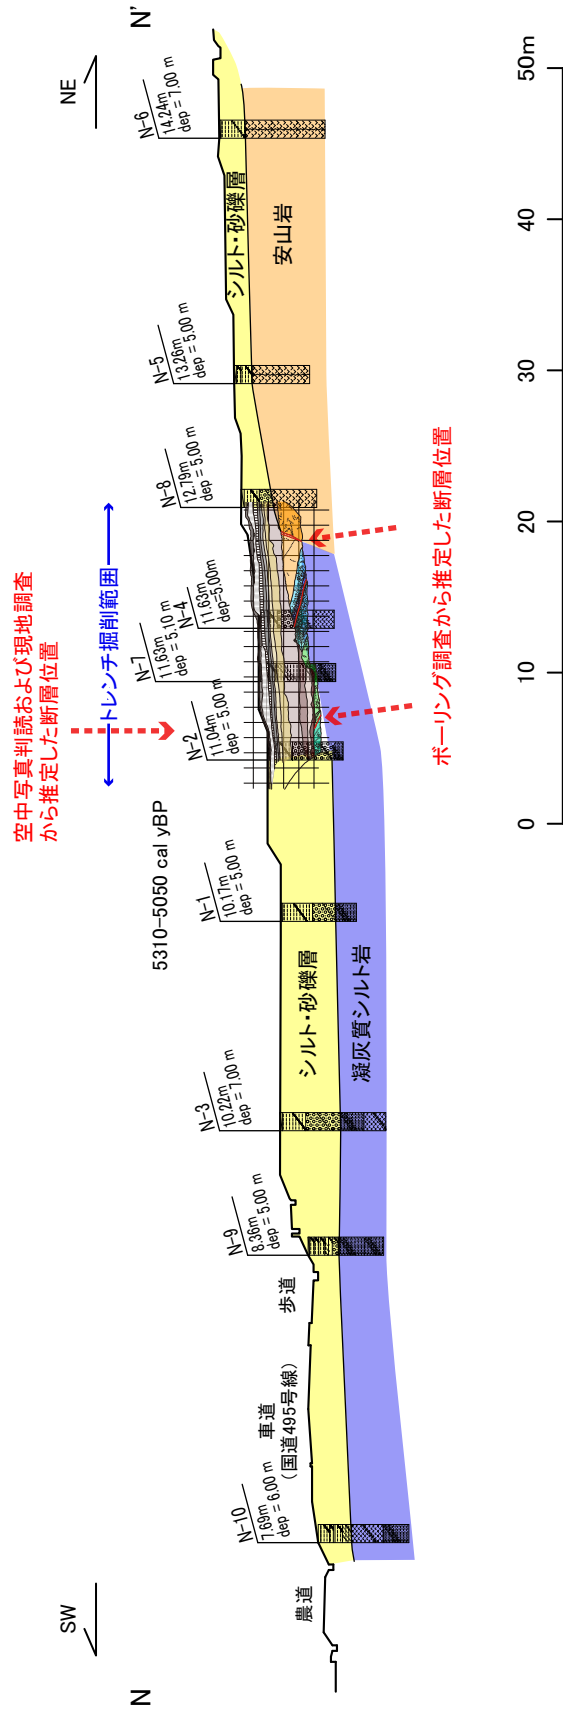 空中写真判読および現地調査
から推定した断層位置
トレンチ掘削範囲
SW
NE
N
N'
5310-5050 cal yBP
N-10
7.69m
dep = 6.00 m
N-9
8.36m
dep = 5.00 m
N-3
10.22m
dep = 7.00 m
N-1
10.17m
dep = 5.00 m
N-2
11.04m
dep = 5.00 m
N-7
11.63m
dep = 5.10 m
N-4
11.63m
dep=5.00m
N-8
12.79m
dep = 5.00 m
N-5
13.26m
dep = 5.00 m
N-6
14.24m
dep = 7.00 m
農道
車道
(国道495号線)
歩道
シルト・砂礫層
凝灰質シルト岩
シルト・砂礫層
安山岩
ボーリング調査から推定した断層位置
0
10
20
30
40
50m